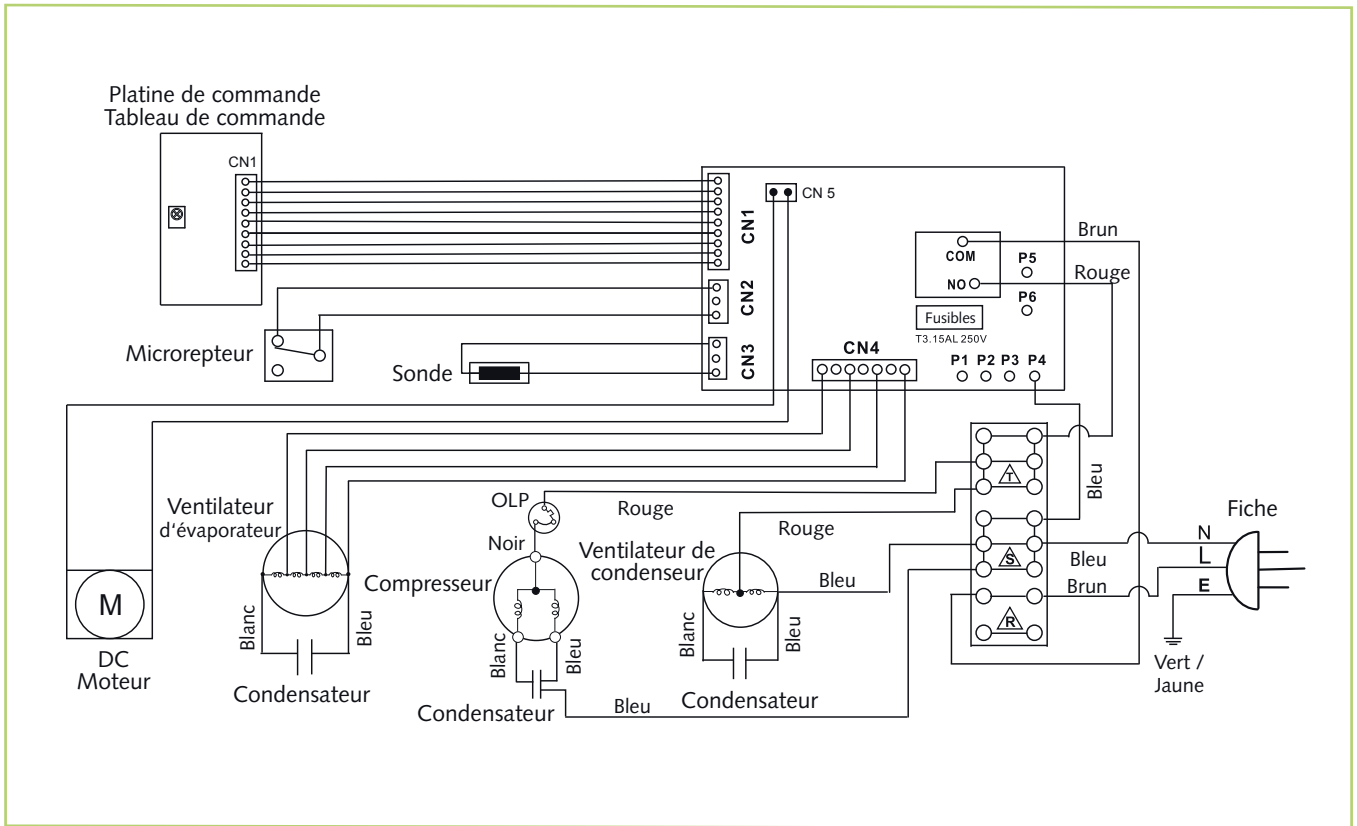 Platine de commande
Tableau de commande
CN1
CN1
CN 5
Brun
COM
P5
NO
Rouge
P6
CN2
Fusibles
T3.15AL 250V
Microrepteur
CN3
CN4
P1 P2 P3 P4
Sonde
Bleu
T
OLP
Rouge
Ventilateur
d'évaporateur
Rouge
Fiche
Noir
Ventilateur de
condenseur
N
S
Bleu
L
Compresseur
Bleu
Brun
E
M
R
Blanc
Bleu
Blanc
Bleu
Blanc
Bleu
Vert /
Jaune
DC
Moteur
Condensateur
Condensateur
Bleu
Condensateur